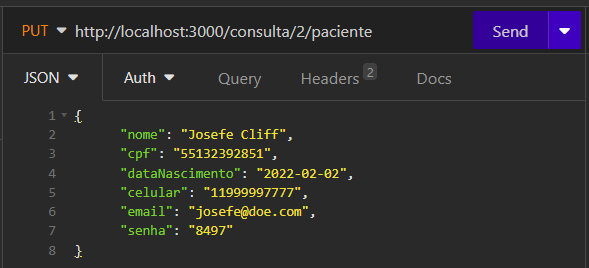 PUT http://localhost:3000/consulta/2/paciente Send
JSON Auth Query Headers 2 Docs
1 {
2 "nome": "Josefe Cliff",
3 "cpf": "55132392851",
4 "dataNascimento": "2022-02-02",
5 "celular": "11999997777",
6 "email": "josefe@doe.com",
7 "senha": "8497"
8 }